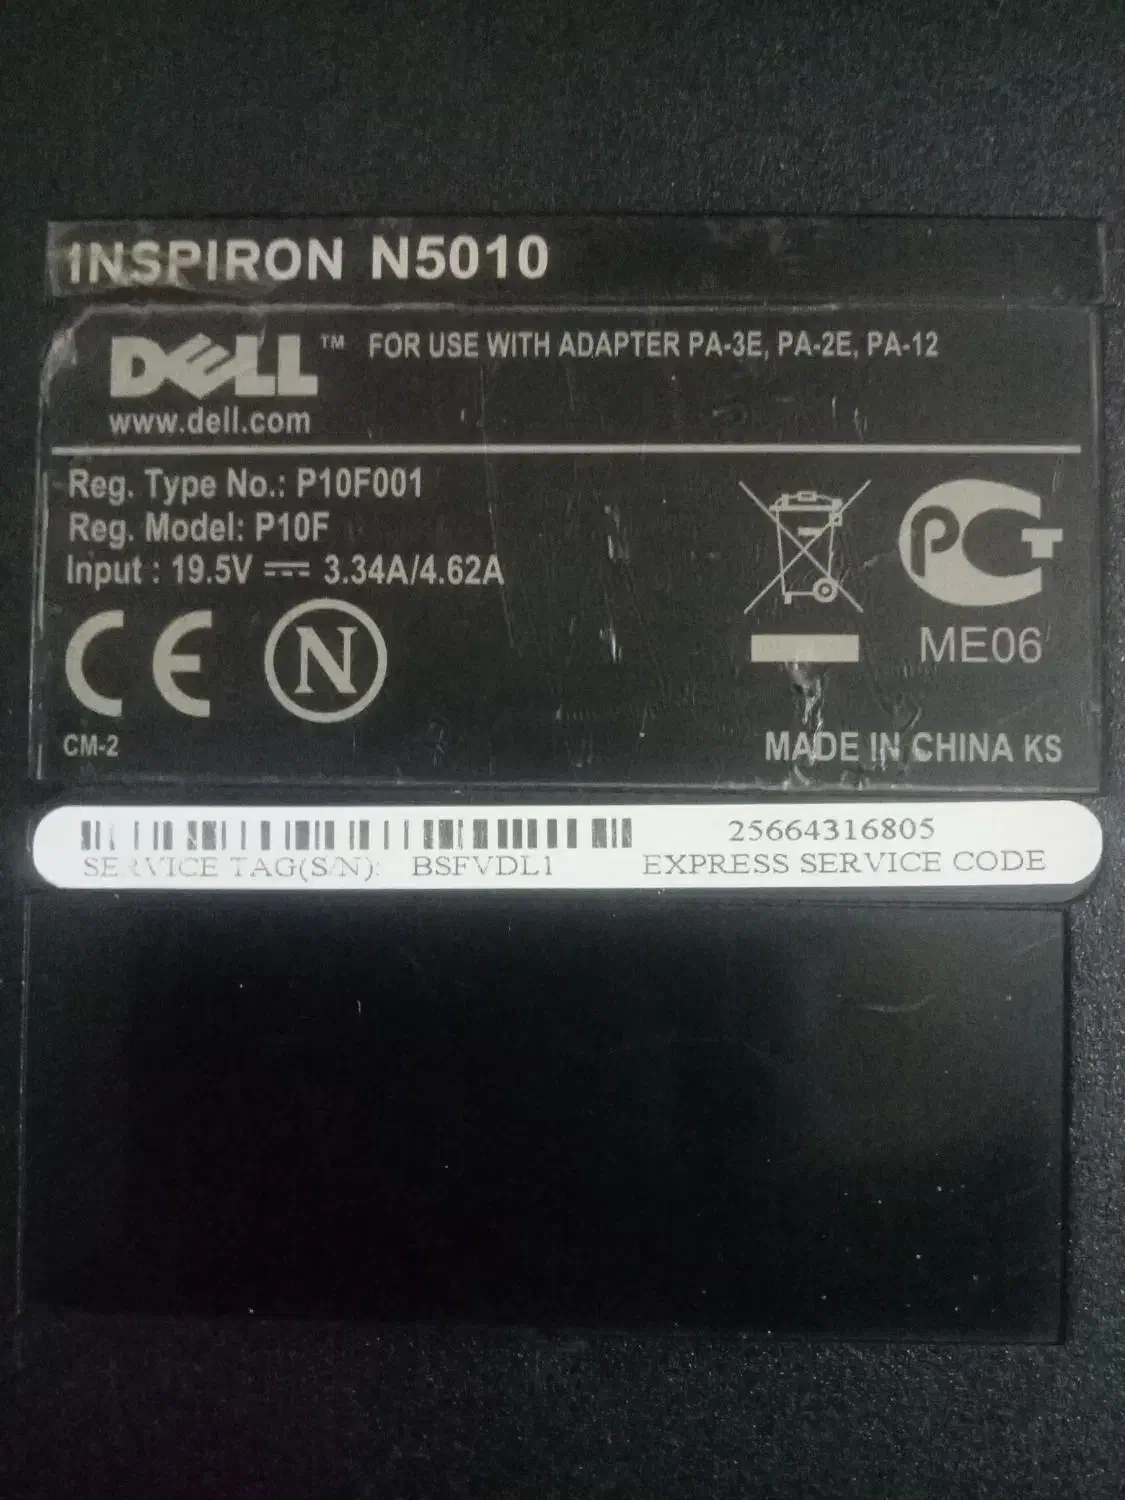 INSPIRON N5010
DELL™ FOR USE WITH ADAPTER PA-3E, PA-2E, PA-12
www.dell.com
Reg. Type No.: P10F001
Reg. Model: P10F
Input : 19.5V ⎓ 3.34A/4.62A
CE N
PCT
ME06
CM-2
MADE IN CHINA KS
25664316805
SERVICE TAG(S/N): BSFVDL1 EXPRESS SERVICE CODE